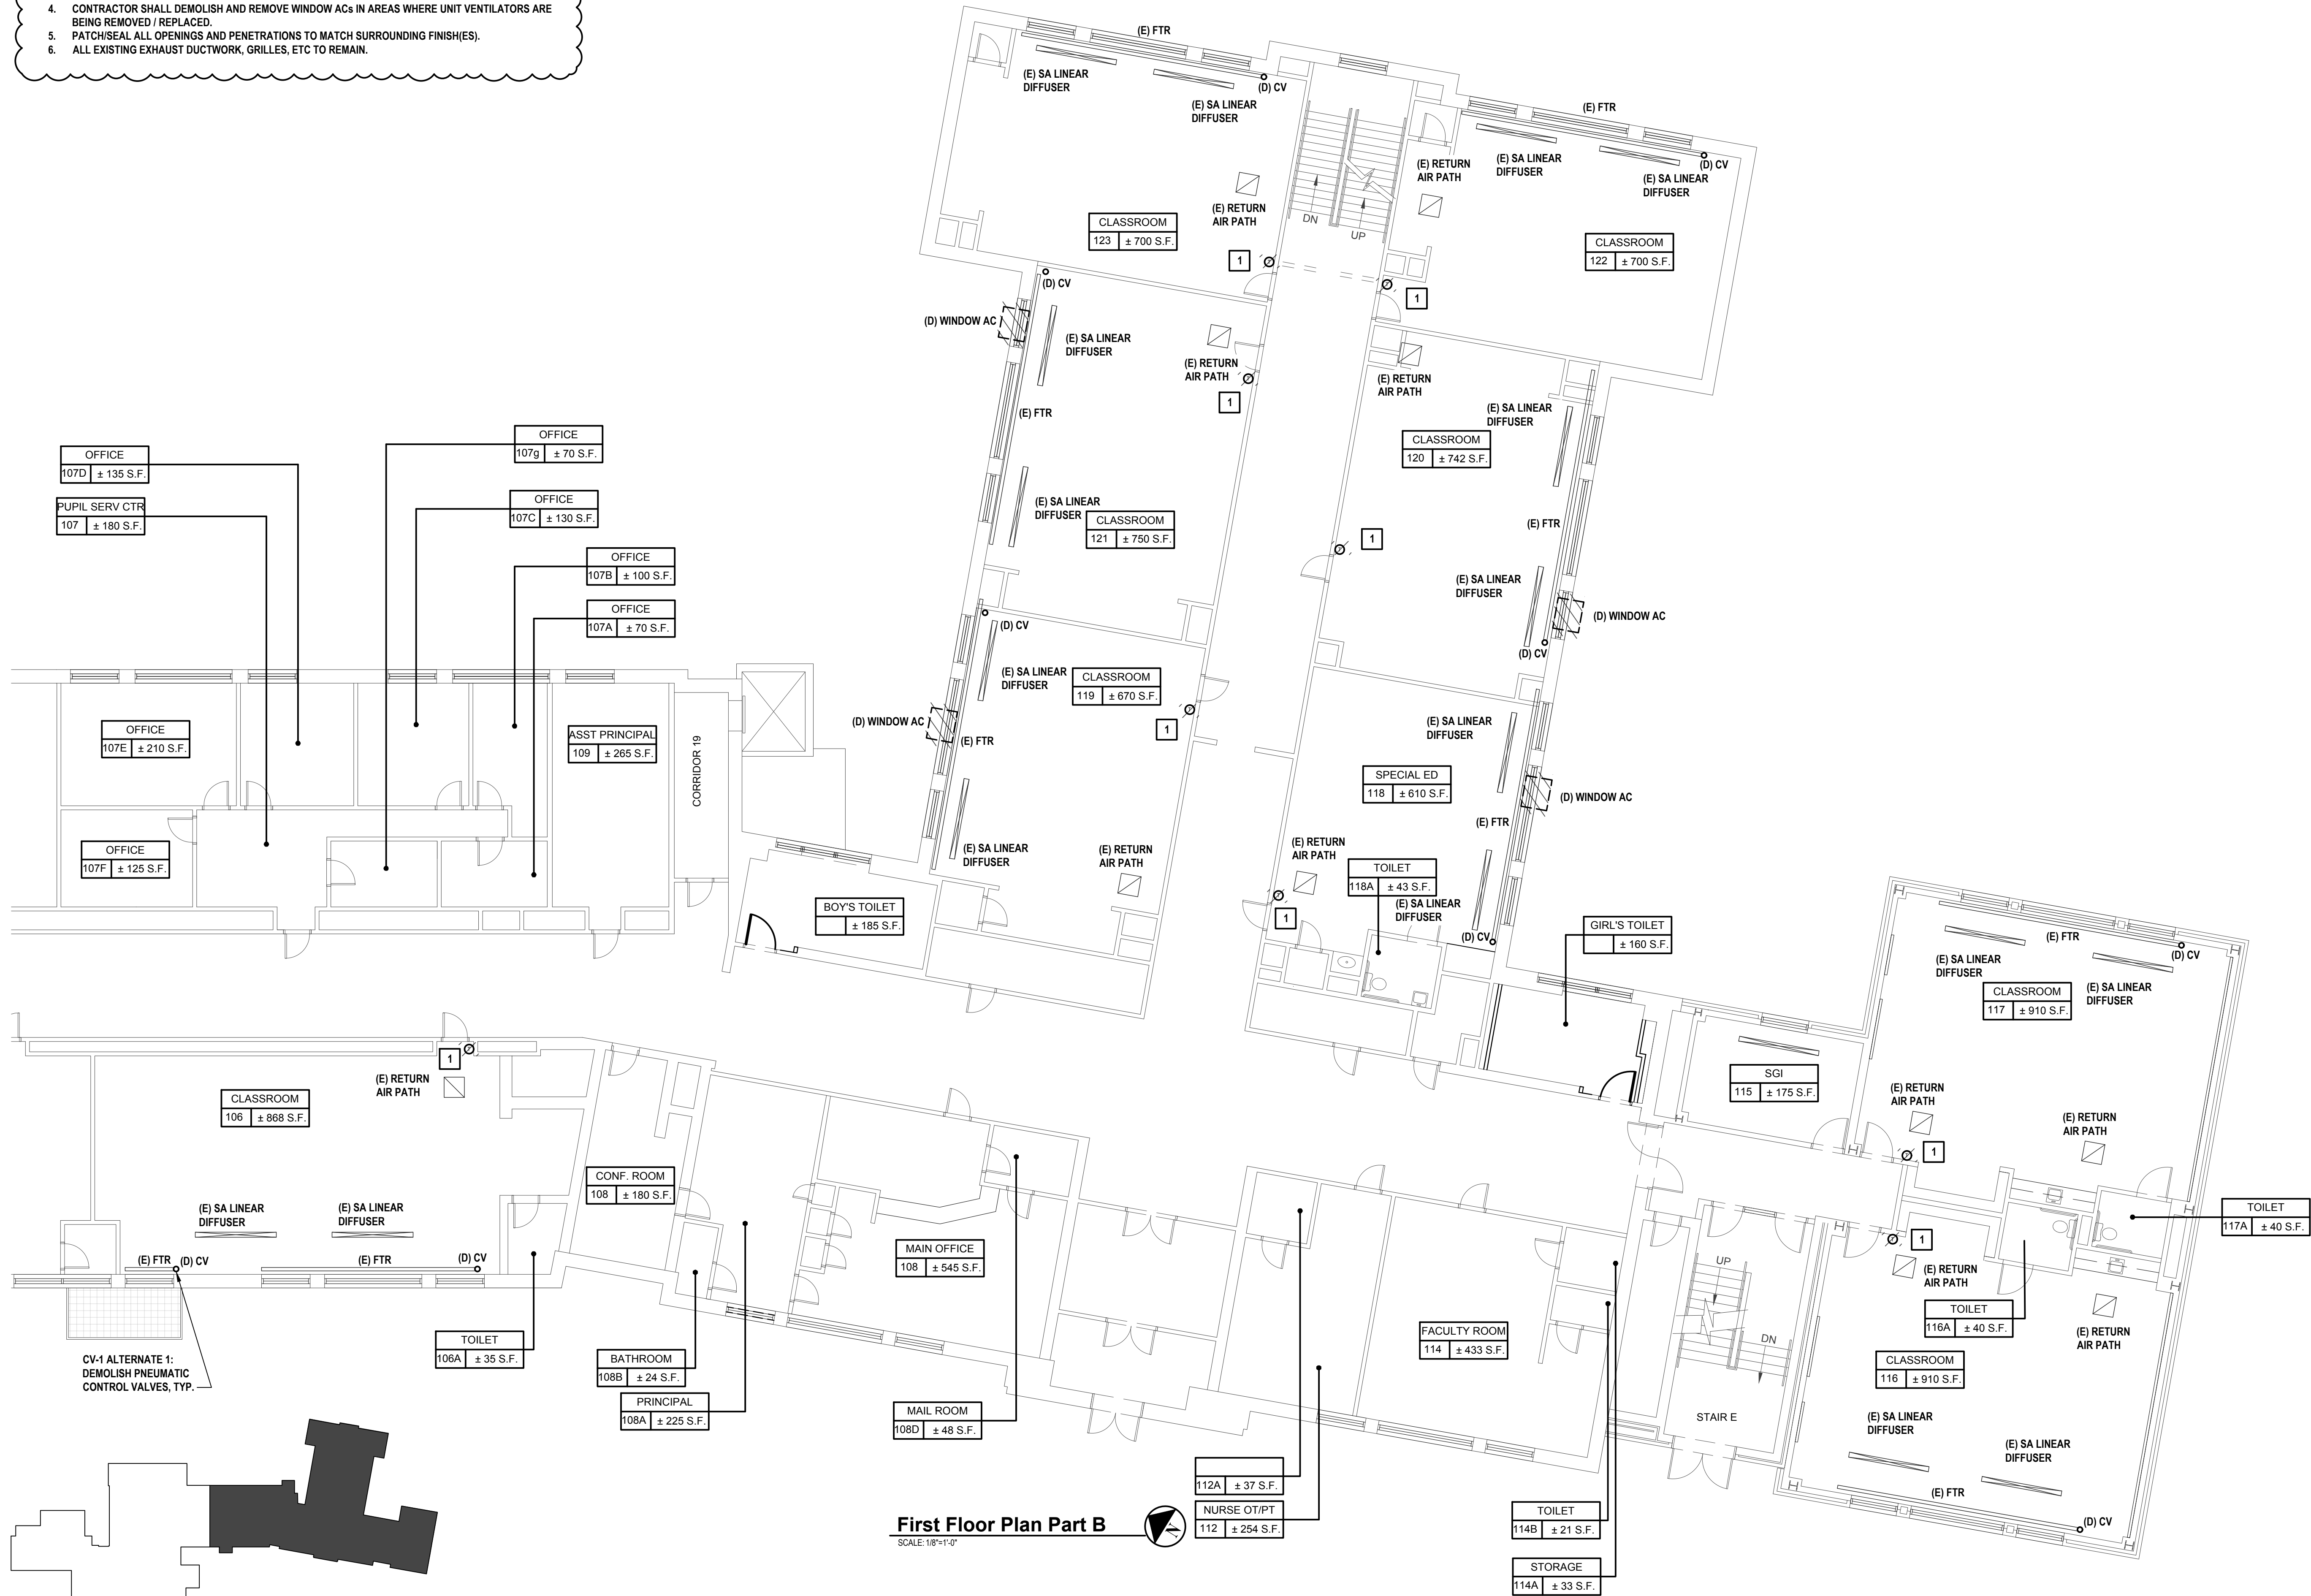 4. CONTRACTOR SHALL DEMOLISH AND REMOVE WINDOW ACs IN AREAS WHERE UNIT VENTILATORS ARE
BEING REMOVED / REPLACED.
5. PATCH/SEAL ALL OPENINGS AND PENETRATIONS TO MATCH SURROUNDING FINISH(ES).
6. ALL EXISTING EXHAUST DUCTWORK, GRILLES, ETC TO REMAIN.
(E) FTR
(E) SA LINEAR
DIFFUSER
(D) CV
(E) SA LINEAR
DIFFUSER
(E) RETURN
AIR PATH
CLASSROOM
123 ± 700 S.F.
1
DN
UP
(E) FTR
(E) RETURN
AIR PATH
(E) SA LINEAR
DIFFUSER
(D) CV
(E) SA LINEAR
DIFFUSER
CLASSROOM
122 ± 700 S.F.
1
(D) CV
(D) WINDOW AC
(E) SA LINEAR
DIFFUSER
(E) RETURN
AIR PATH
1
(E) FTR
(E) SA LINEAR
DIFFUSER
CLASSROOM
121 ± 750 S.F.
(E) RETURN
AIR PATH
(E) SA LINEAR
DIFFUSER
CLASSROOM
120 ± 742 S.F.
(E) FTR
1
(E) SA LINEAR
DIFFUSER
(D) WINDOW AC
(D) CV
OFFICE
107D ± 135 S.F.
PUPIL SERV CTR
107 ± 180 S.F.
OFFICE
107g ± 70 S.F.
OFFICE
107C ± 130 S.F.
OFFICE
107B ± 100 S.F.
OFFICE
107A ± 70 S.F.
OFFICE
107E ± 210 S.F.
OFFICE
107F ± 125 S.F.
ASST PRINCIPAL
109 ± 265 S.F.
CORRIDOR 19
(D) CV
(E) SA LINEAR
DIFFUSER
CLASSROOM
119 ± 670 S.F.
(D) WINDOW AC
(E) FTR
1
(E) SA LINEAR
DIFFUSER
(E) RETURN
AIR PATH
BOY'S TOILET
± 185 S.F.
(E) SA LINEAR
DIFFUSER
SPECIAL ED
118 ± 610 S.F.
(D) WINDOW AC
(E) FTR
(E) RETURN
AIR PATH
TOILET
118A ± 43 S.F.
(E) SA LINEAR
DIFFUSER
1
(D) CV
GIRL'S TOILET
± 160 S.F.
(E) FTR
(D) CV
(E) SA LINEAR
DIFFUSER
(E) SA LINEAR
DIFFUSER
CLASSROOM
117 ± 910 S.F.
SGI
115 ± 175 S.F.
(E) RETURN
AIR PATH
(E) RETURN
AIR PATH
1
TOILET
117A ± 40 S.F.
1
(E) RETURN
AIR PATH
TOILET
116A ± 40 S.F.
(E) RETURN
AIR PATH
CLASSROOM
116 ± 910 S.F.
(E) SA LINEAR
DIFFUSER
(E) SA LINEAR
DIFFUSER
(E) FTR
(D) CV
1
(E) RETURN
AIR PATH
CLASSROOM
106 ± 868 S.F.
(E) SA LINEAR
DIFFUSER
(E) SA LINEAR
DIFFUSER
(E) FTR
(D) CV
(E) FTR
(D) CV
CV-1 ALTERNATE 1:
DEMOLISH PNEUMATIC
CONTROL VALVES, TYP.
TOILET
106A ± 35 S.F.
CONF. ROOM
108 ± 180 S.F.
BATHROOM
108B ± 24 S.F.
PRINCIPAL
108A ± 225 S.F.
MAIN OFFICE
108 ± 545 S.F.
MAIL ROOM
108D ± 48 S.F.
112A ± 37 S.F.
NURSE OT/PT
112 ± 254 S.F.
FACULTY ROOM
114 ± 433 S.F.
TOILET
114B ± 21 S.F.
STORAGE
114A ± 33 S.F.
UP
DN
STAIR E
First Floor Plan Part B
SCALE: 1/8"=1'-0"